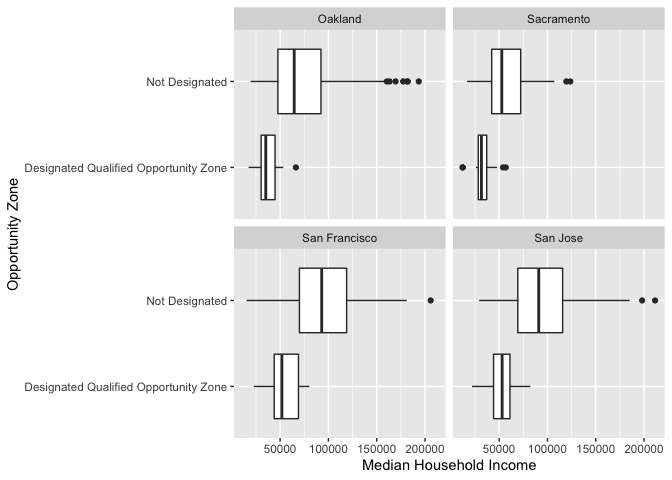 Oakland
Sacramento
Not Designated
Designated Qualified Opportunity Zone
San Francisco
San Jose
Not Designated
Designated Qualified Opportunity Zone
Opportunity Zone
50000 100000 150000 200000 50000 100000 150000 200000
Median Household Income